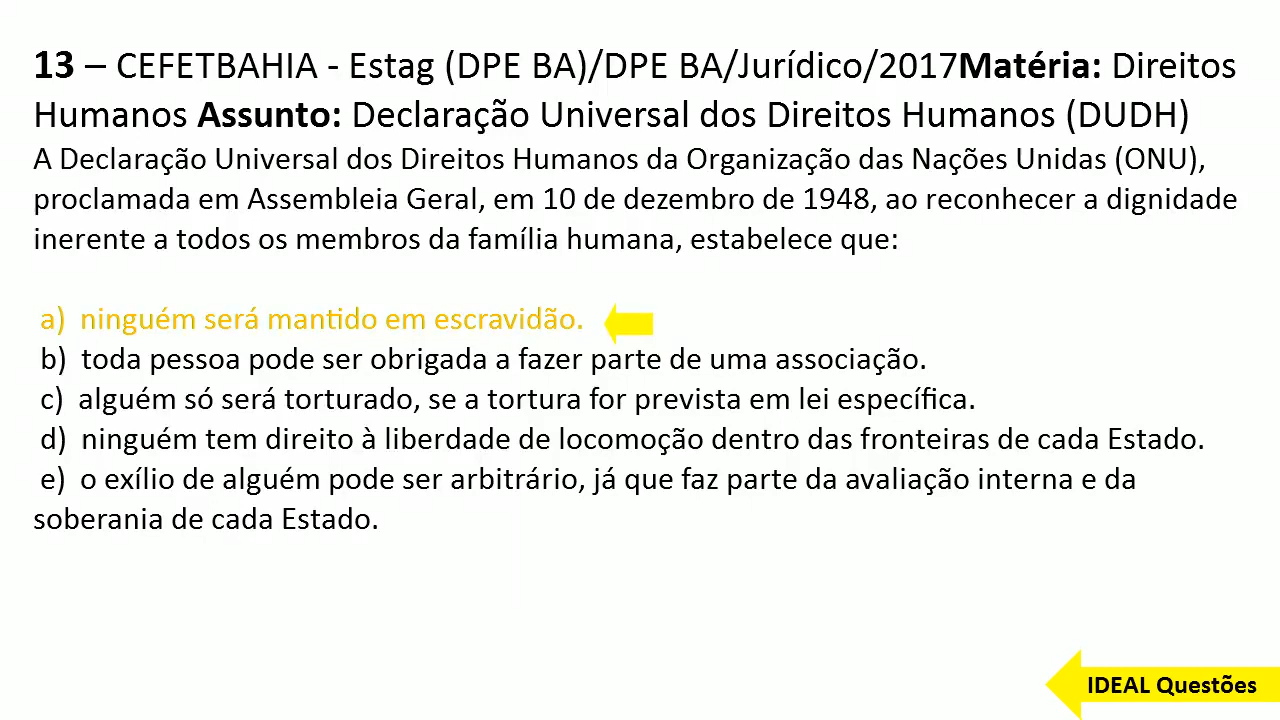 13 – CEFETBAHIA - Estag (DPE BA)/DPE BA/Jurídico/2017Matéria: Direitos
Humanos Assunto: Declaração Universal dos Direitos Humanos (DUDH)
A Declaração Universal dos Direitos Humanos da Organização das Nações Unidas (ONU),
proclamada em Assembleia Geral, em 10 de dezembro de 1948, ao reconhecer a dignidade
inerente a todos os membros da família humana, estabelece que:
a) ninguém será mantido em escravidão.
b) toda pessoa pode ser obrigada a fazer parte de uma associação.
c) alguém só será torturado, se a tortura for prevista em lei específica.
d) ninguém tem direito à liberdade de locomoção dentro das fronteiras de cada Estado.
e) o exílio de alguém pode ser arbitrário, já que faz parte da avaliação interna e da
soberania de cada Estado.
IDEAL Questões